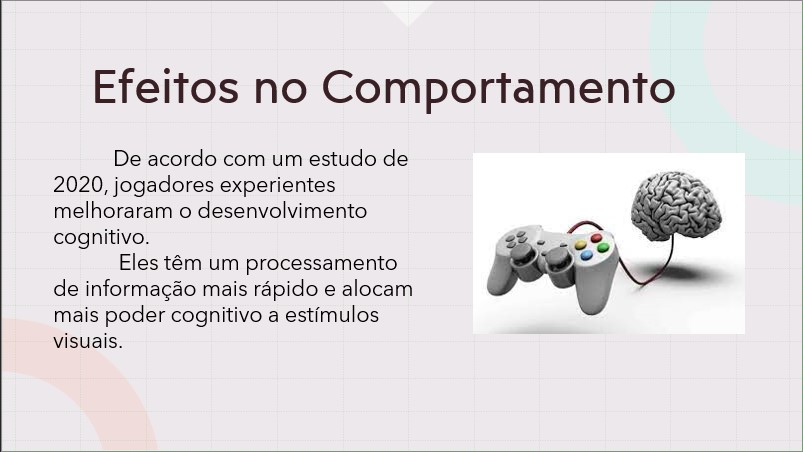 Efeitos no Comportamento
De acordo com um estudo de
2020, jogadores experientes
melhoraram o desenvolvimento
cognitivo.
Eles têm um processamento
de informação mais rápido e alocam
mais poder cognitivo a estímulos
visuais.